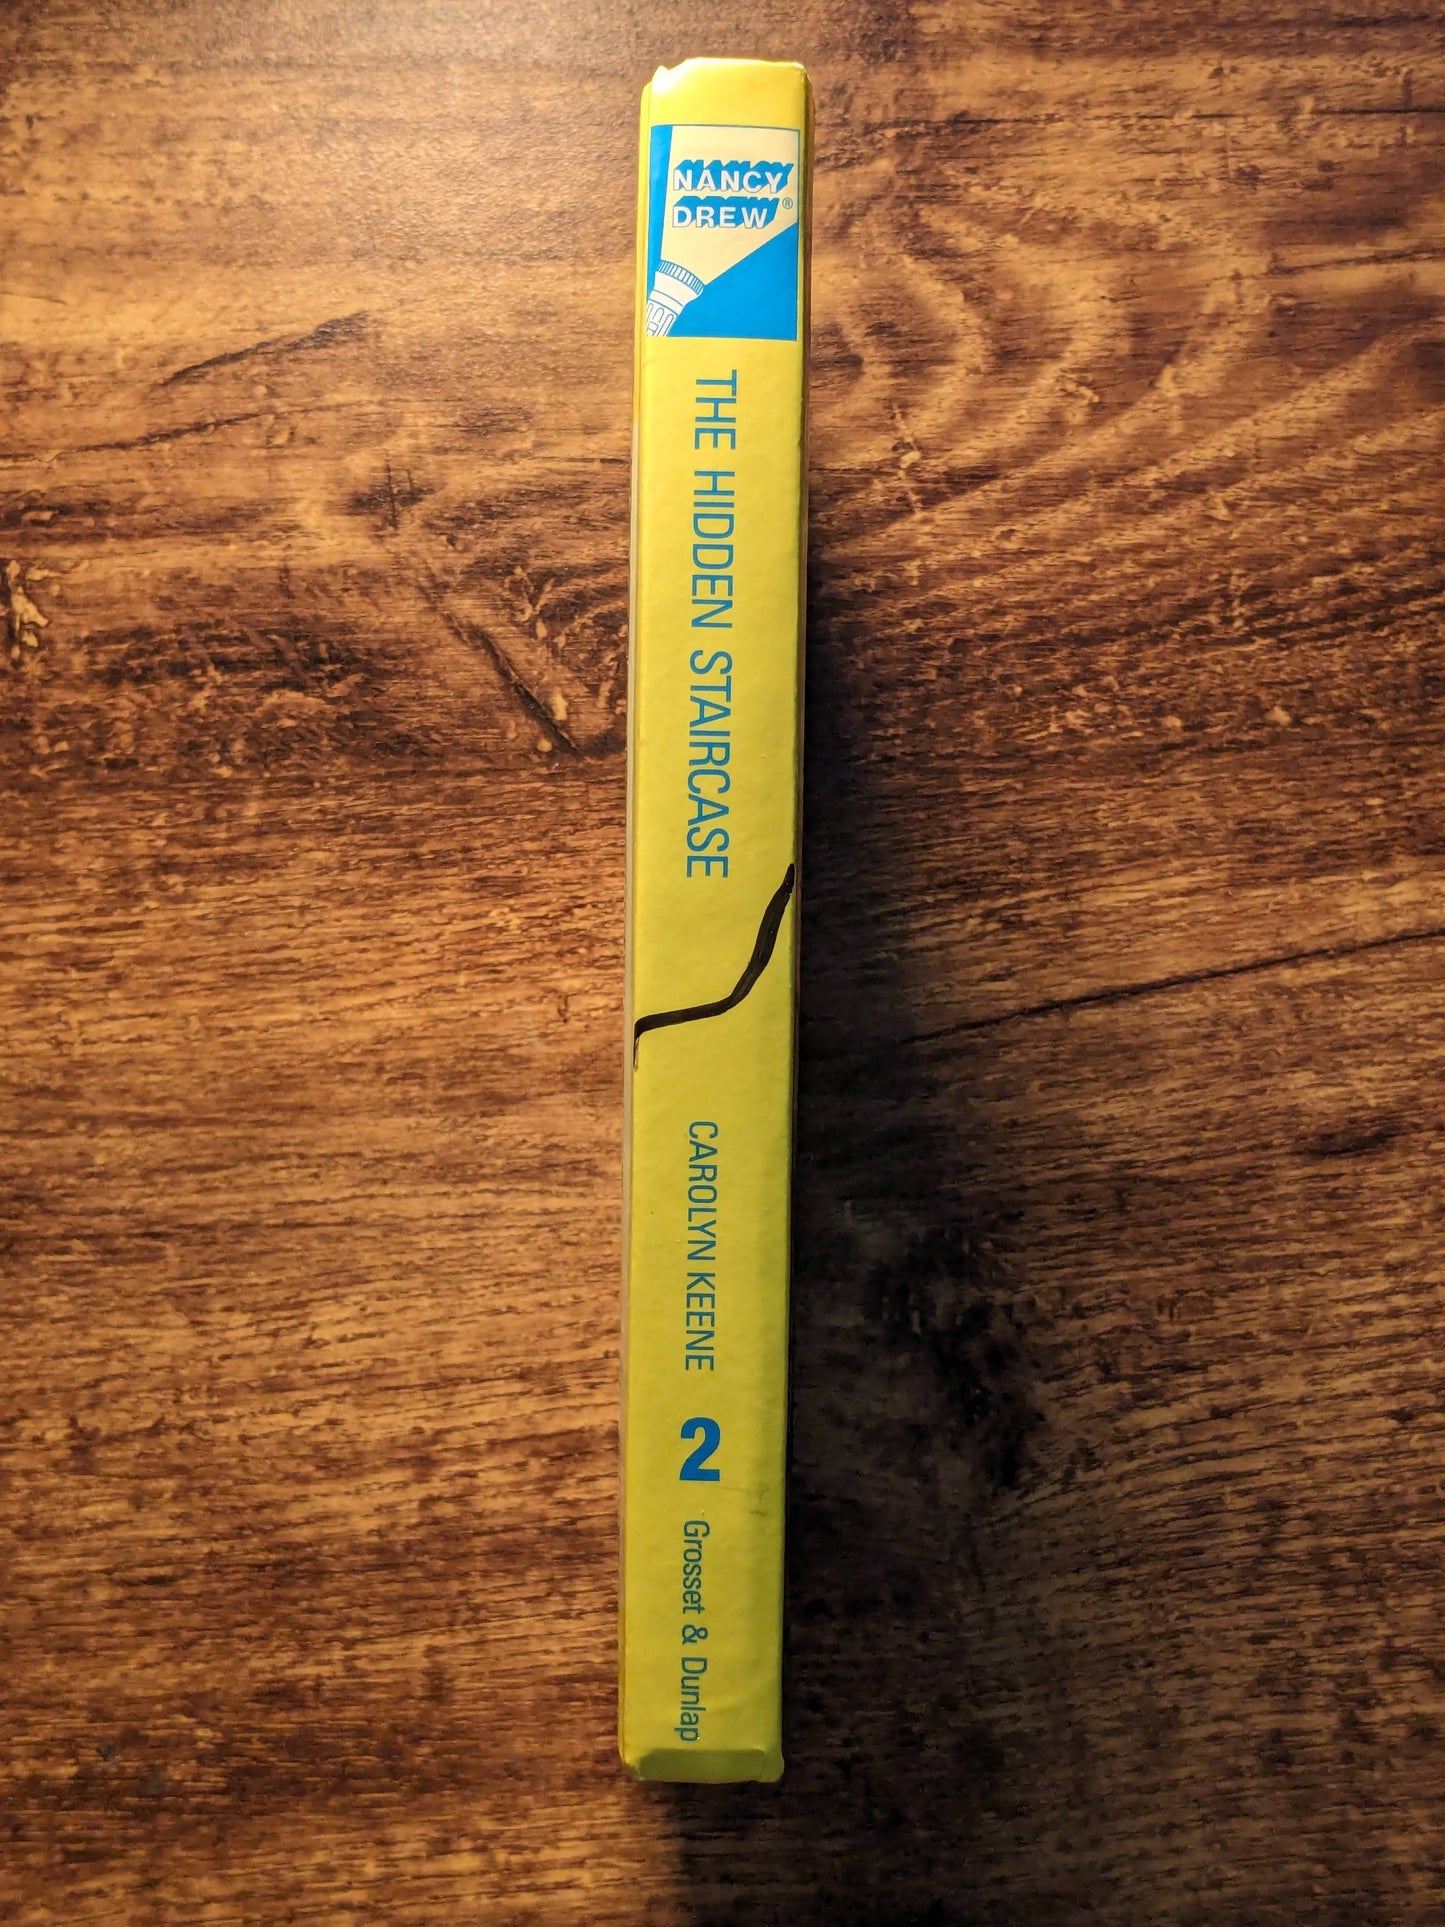 NANCY
DREW®
THE HIDDEN STAIRCASE
CAROLYN KEENE
2
Grosset & Dunlap